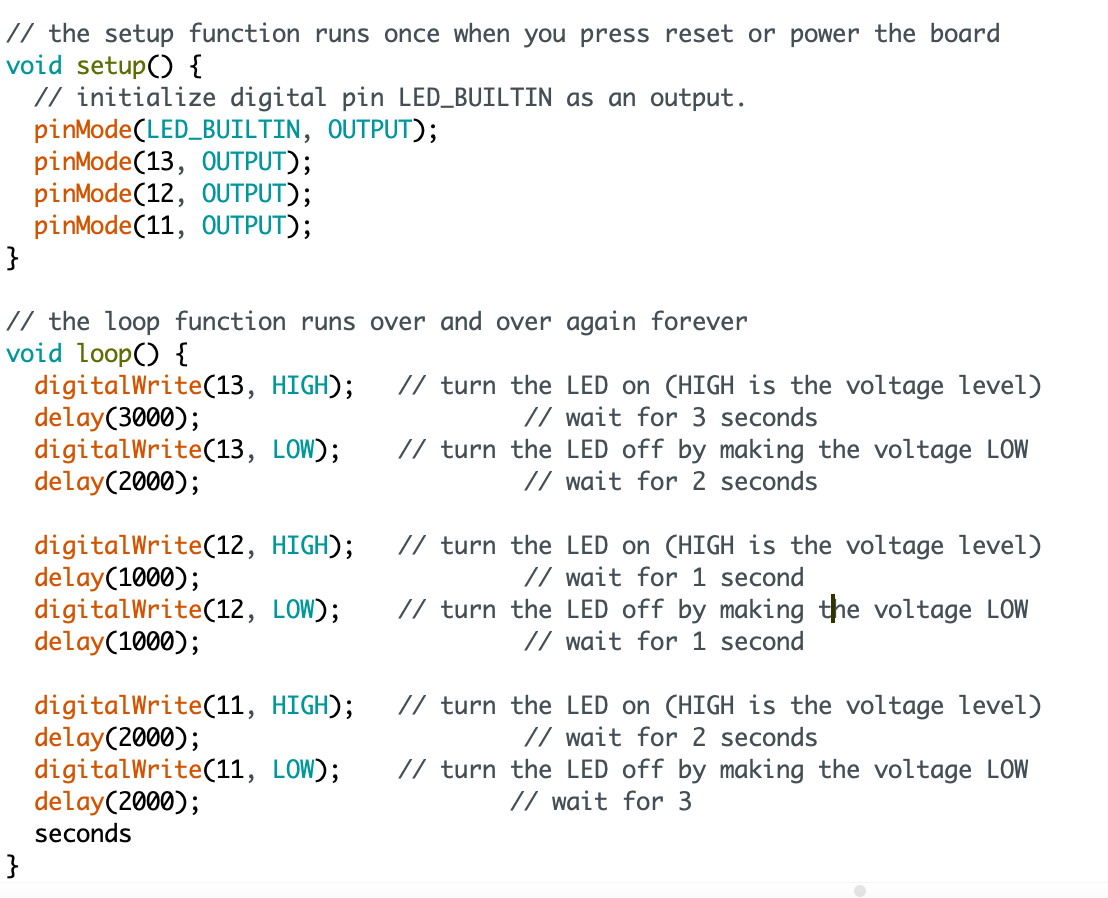 // the setup function runs once when you press reset or power the board
void setup() {
  // initialize digital pin LED_BUILTIN as an output.
  pinMode(LED_BUILTIN, OUTPUT);
  pinMode(13, OUTPUT);
  pinMode(12, OUTPUT);
  pinMode(11, OUTPUT);
}

// the loop function runs over and over again forever
void loop() {
  digitalWrite(13, HIGH);   // turn the LED on (HIGH is the voltage level)
  delay(3000);                       // wait for 3 seconds
  digitalWrite(13, LOW);    // turn the LED off by making the voltage LOW
  delay(2000);                       // wait for 2 seconds

  digitalWrite(12, HIGH);   // turn the LED on (HIGH is the voltage level)
  delay(1000);                       // wait for 1 second
  digitalWrite(12, LOW);    // turn the LED off by making the voltage LOW
  delay(1000);                       // wait for 1 second

  digitalWrite(11, HIGH);   // turn the LED on (HIGH is the voltage level)
  delay(2000);                       // wait for 2 seconds
  digitalWrite(11, LOW);    // turn the LED off by making the voltage LOW
  delay(2000);                      // wait for 3
  seconds
}